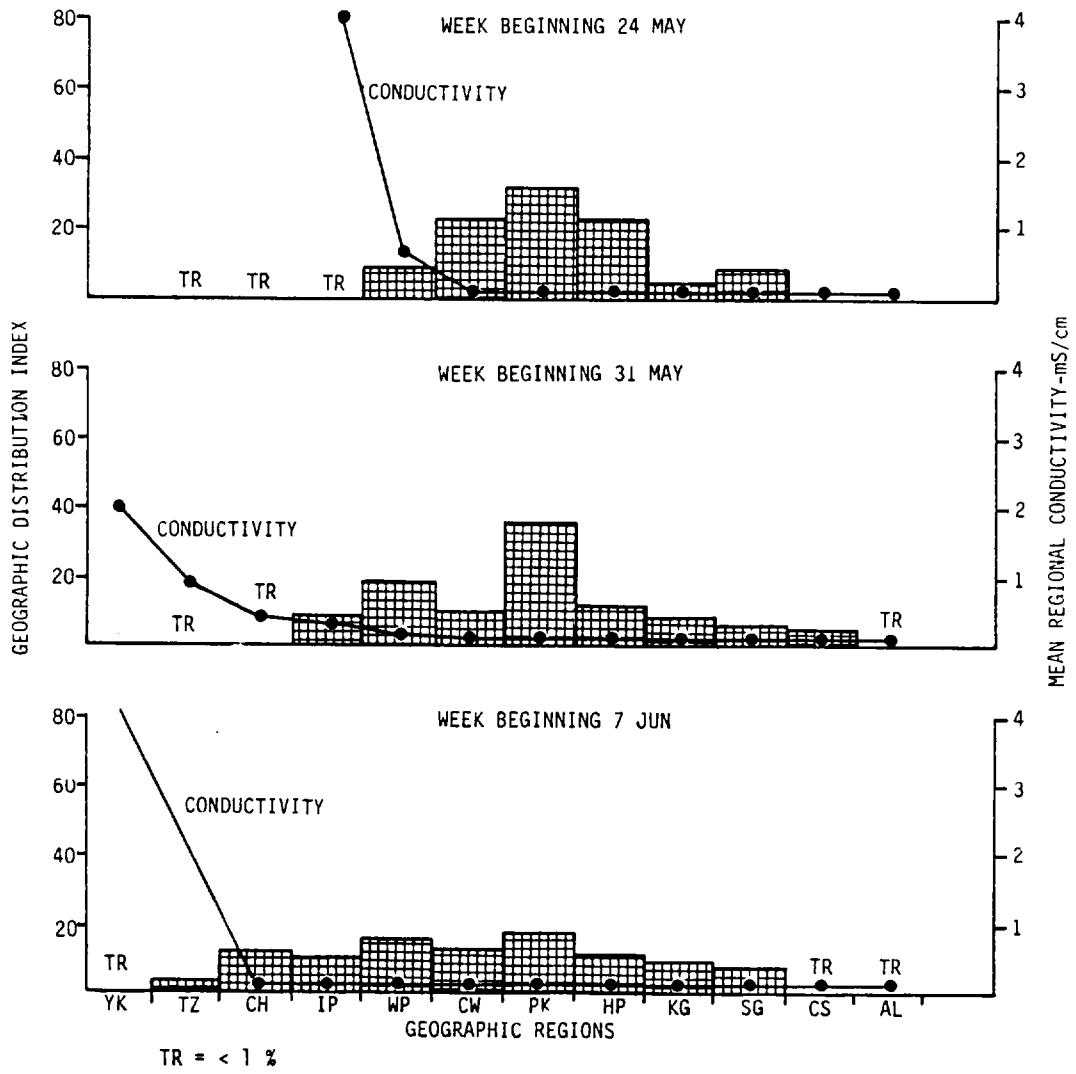 WEEK BEGINNING 24 MAY
80
60
40
20
4
3
2
1
CONDUCTIVITY
TR TR TR
WEEK BEGINNING 31 MAY
80
60
40
20
4
3
2
1
CONDUCTIVITY
TR TR TR
GEOGRAPHIC DISTRIBUTION INDEX
MEAN REGIONAL CONDUCTIVITY-mS/cm
WEEK BEGINNING 7 JUN
80
60
40
20
4
3
2
1
CONDUCTIVITY
TR TR TR
YK TZ CH IP WP CW PK HP KG SG CS AL
GEOGRAPHIC REGIONS
TR = < 1 %